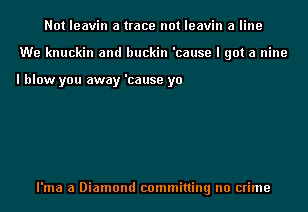 Not leavin a trace not leavin a line
We knuckin and buckin 'cause I got a nine
I blow you away 'cause yo
I'ma a Diamond committing no crime